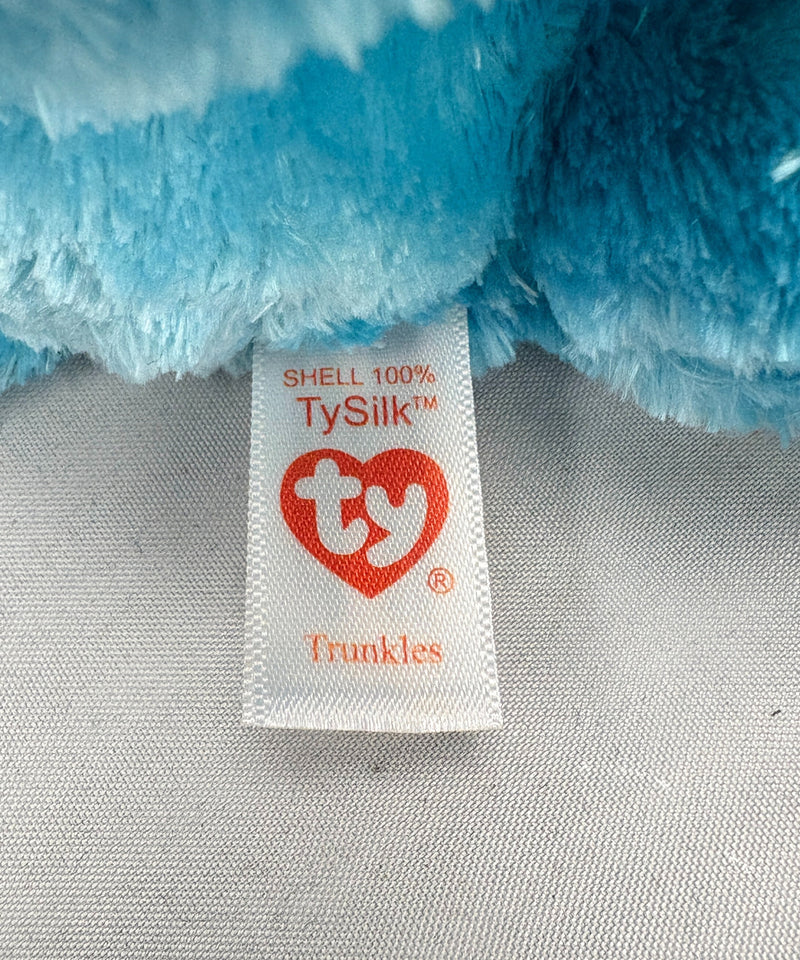 SHELL 100%
TySilk™
ty
®
Trunkles